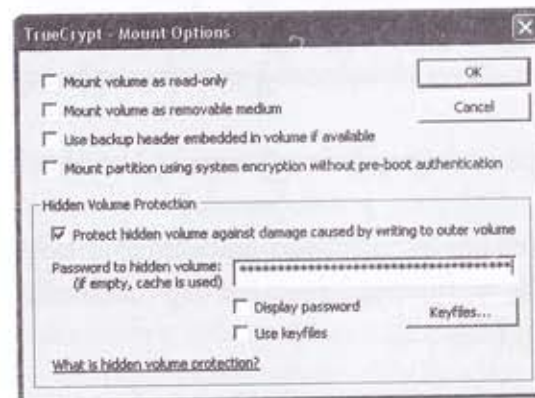 TrueCrypt - Mount Options
Mount volume as read-only
OK
Mount volume as removable medium
Cancel
Use backup header embedded in volume if available
Mount partition using system encryption without pre-boot authentication
Hidden Volume Protection
Protect hidden volume against damage caused by writing to outer volume
Password to hidden volume:
(if empty, cache is used)
Display password
Keyfiles...
Use keyfiles
What is hidden volume protection?